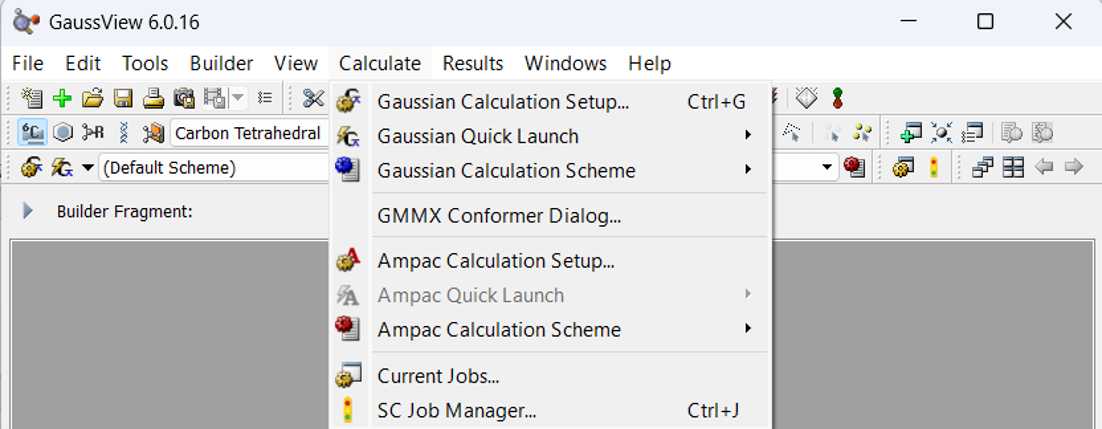 GaussView 6.0.16
File Edit Tools Builder View Calculate Results Windows Help
Gaussian Calculation Setup... Ctrl+G
Gaussian Quick Launch
Carbon Tetrahedral
Gaussian Calculation Scheme
(Default Scheme)
GMMX Conformer Dialog...
Builder Fragment:
Ampac Calculation Setup...
Ampac Quick Launch
Ampac Calculation Scheme
Current Jobs...
SC Job Manager... Ctrl+J